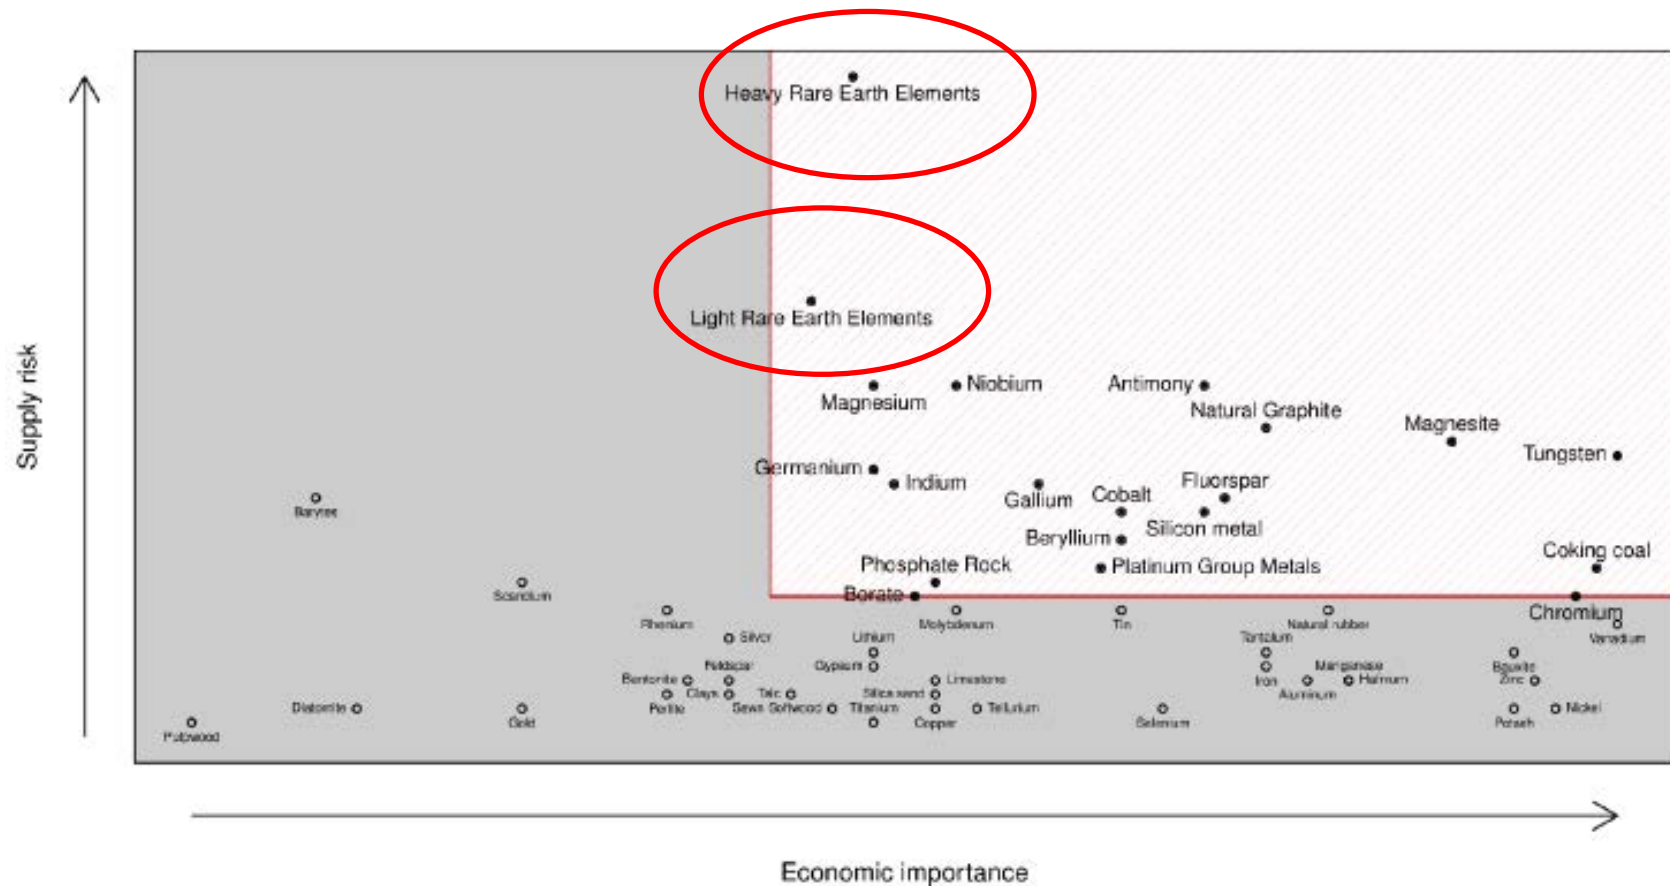 Heavy Rare Earth Elements
Light Rare Earth Elements
Magnesium
Niobium
Antimony
Natural Graphite
Magnesite
Tungsten
Germanium
Indium
Gallium
Cobalt
Fluorspar
Silicon metal
Beryllium
Coking coal
Phosphate Rock
Platinum Group Metals
Borate
Chromium
Barytes
Scandium
Rhenium
Molybdenum
Tin
Natural rubber
Vanadium
Silver
Lithium
Tantalum
Feldspar
Gypsum
Manganese
Bauxite
Bentonite
Limestone
Iron
Hafnium
Zinc
Clays
Talc
Silica sand
Aluminum
Diatomite
Perlite
Sawn Softwood
Titanium
Tellurium
Nickel
Pulpwood
Gold
Copper
Selenium
Potash
Supply risk
Economic importance